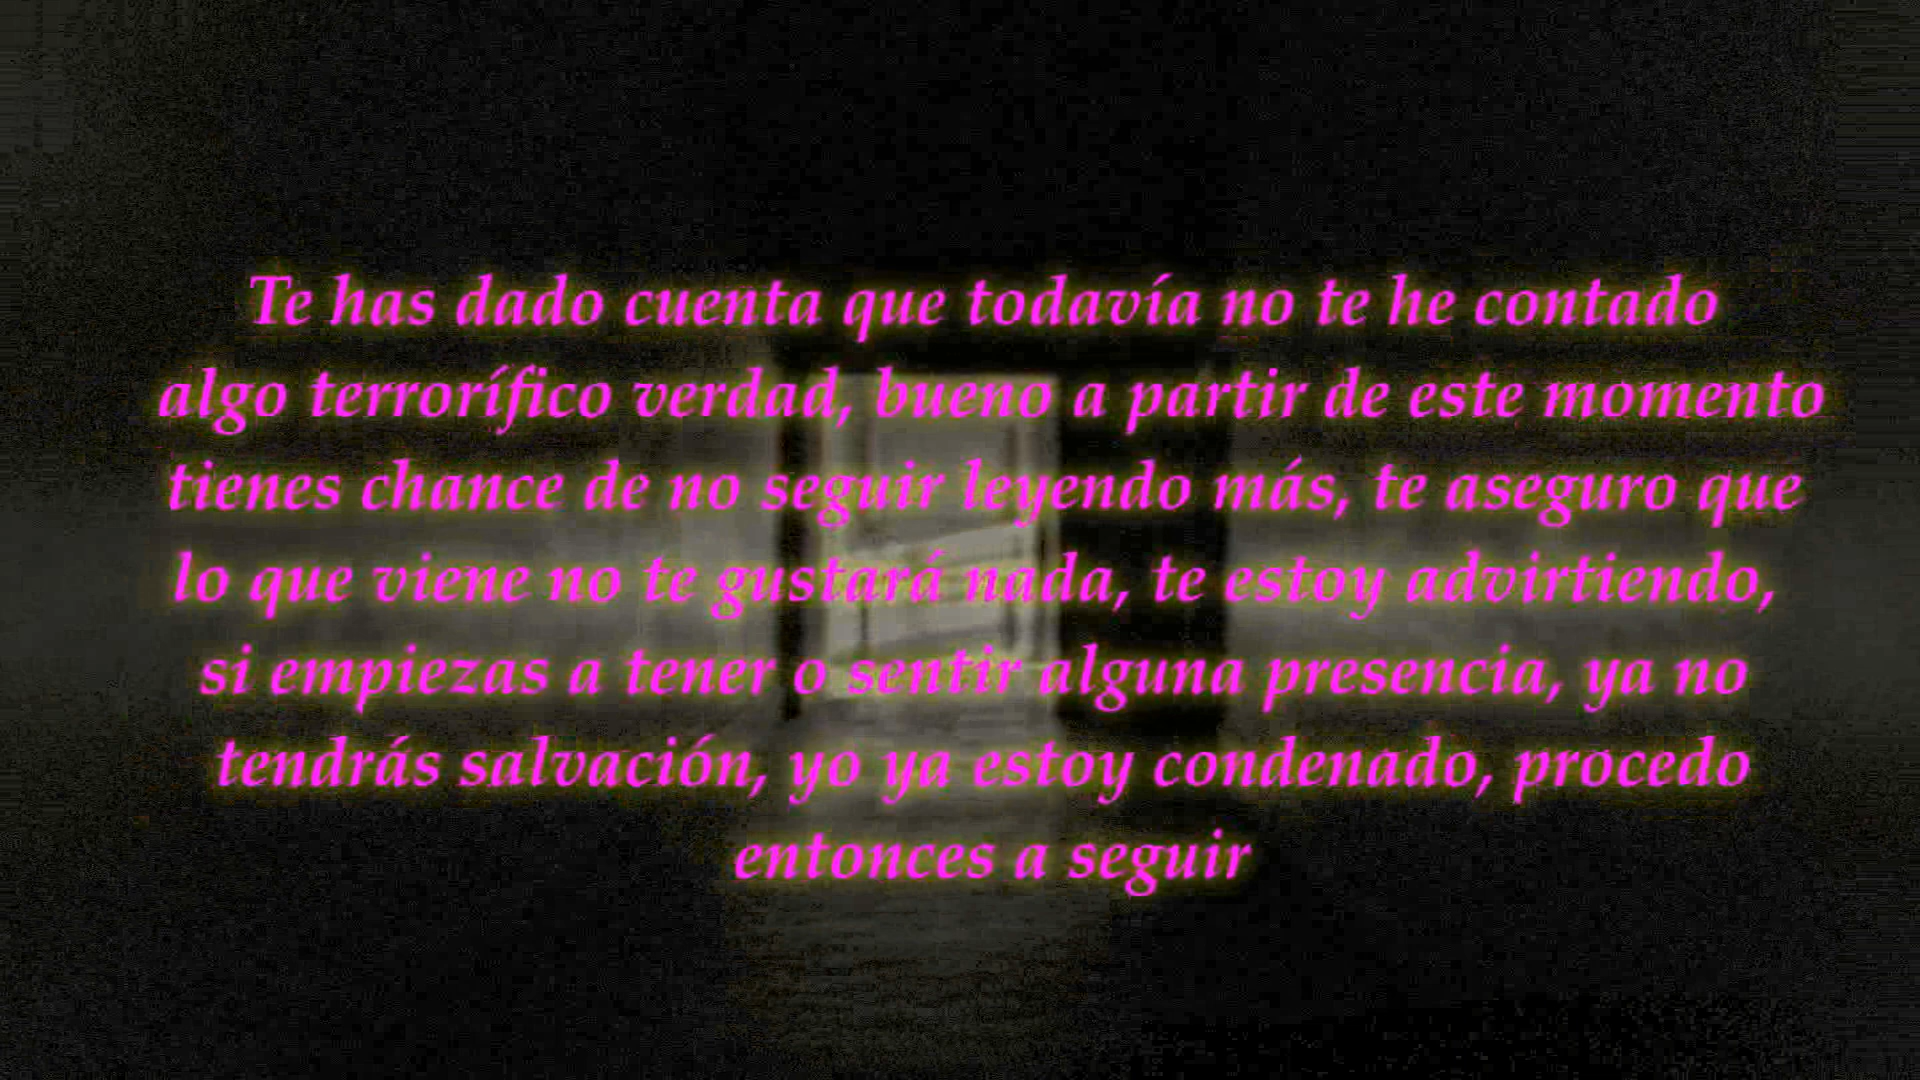 Te has dado cuenta que todavía no te he contado
algo terrorífico verdad, bueno a partir de este momento
tienes chance de no seguir leyendo más, te aseguro que
lo que viene no te gustará nada, te estoy advirtiendo,
si empiezas a tener o sentir alguna presencia, ya no
tendrás salvación, yo ya estoy condenado, procedo
entonces a seguir